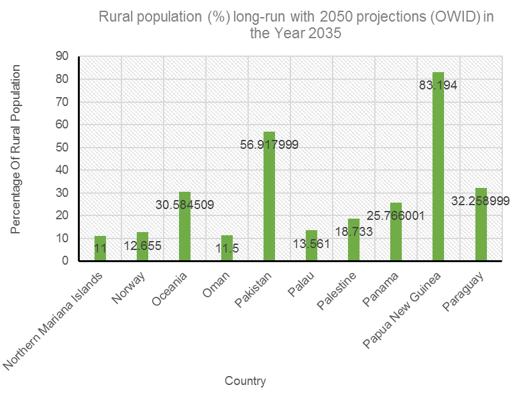 Rural population (%) long-run with 2050 projections (OWID) in
the Year 2035
Percentage Of Rural Population
90
80
70
60
50
40
30
20
10
0
11
12.655
30.584509
11.5
56.917999
13.561
18.733
25.766001
83.194
32.258999
Northern Mariana Islands
Norway
Oceania
Oman
Pakistan
Palau
Palestine
Panama
Papua New Guinea
Paraguay
Country